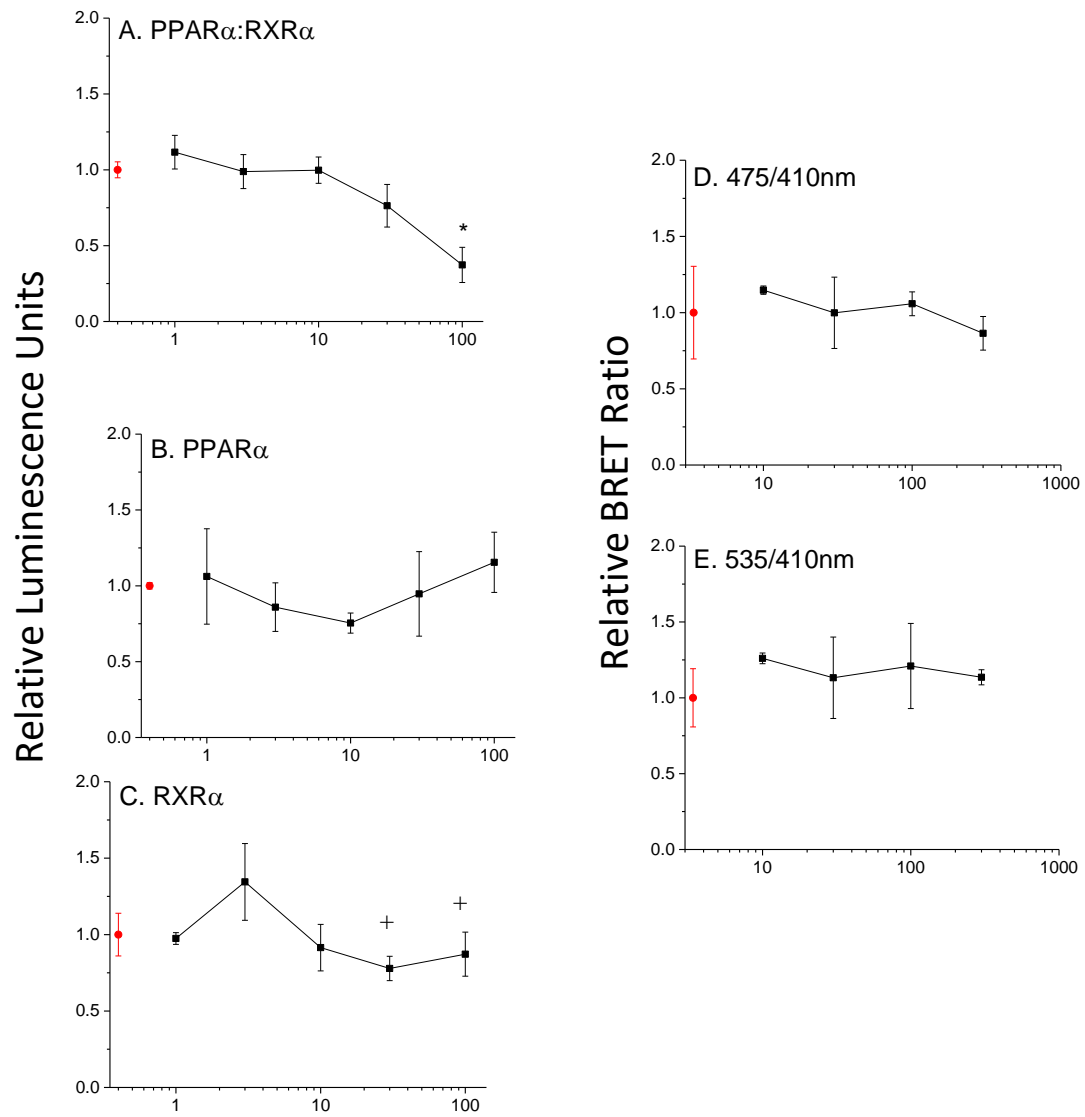 Relative Luminescence Units
A. PPARα:RXRα
2.0
1.5
1.0
0.5
0.0
*
1 10 100
B. PPARα
2.0
1.5
1.0
0.5
0.0
1 10 100
C. RXRα
2.0
1.5
1.0
0.5
0.0
+ +
1 10 100
Relative BRET Ratio
D. 475/410nm
2.0
1.5
1.0
0.5
0.0
10 100 1000
E. 535/410nm
2.0
1.5
1.0
0.5
0.0
10 100 1000